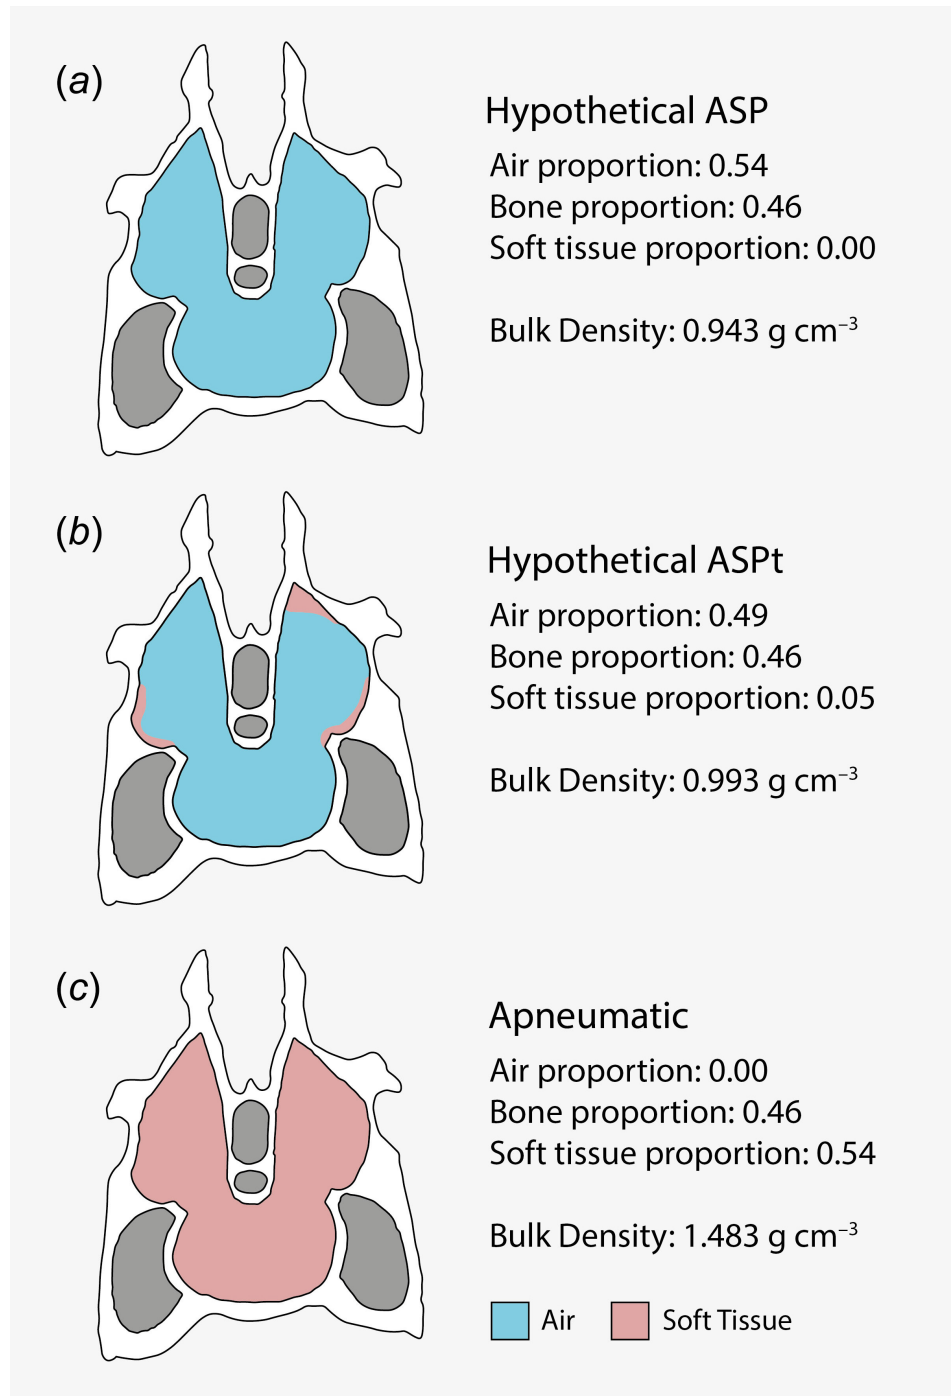 (a)
Hypothetical ASP
Air proportion: 0.54
Bone proportion: 0.46
Soft tissue proportion: 0.00
Bulk Density: 0.943 g cm⁻³
(b)
Hypothetical ASPt
Air proportion: 0.49
Bone proportion: 0.46
Soft tissue proportion: 0.05
Bulk Density: 0.993 g cm⁻³
(c)
Apneumatic
Air proportion: 0.00
Bone proportion: 0.46
Soft tissue proportion: 0.54
Bulk Density: 1.483 g cm⁻³
Air
Soft Tissue